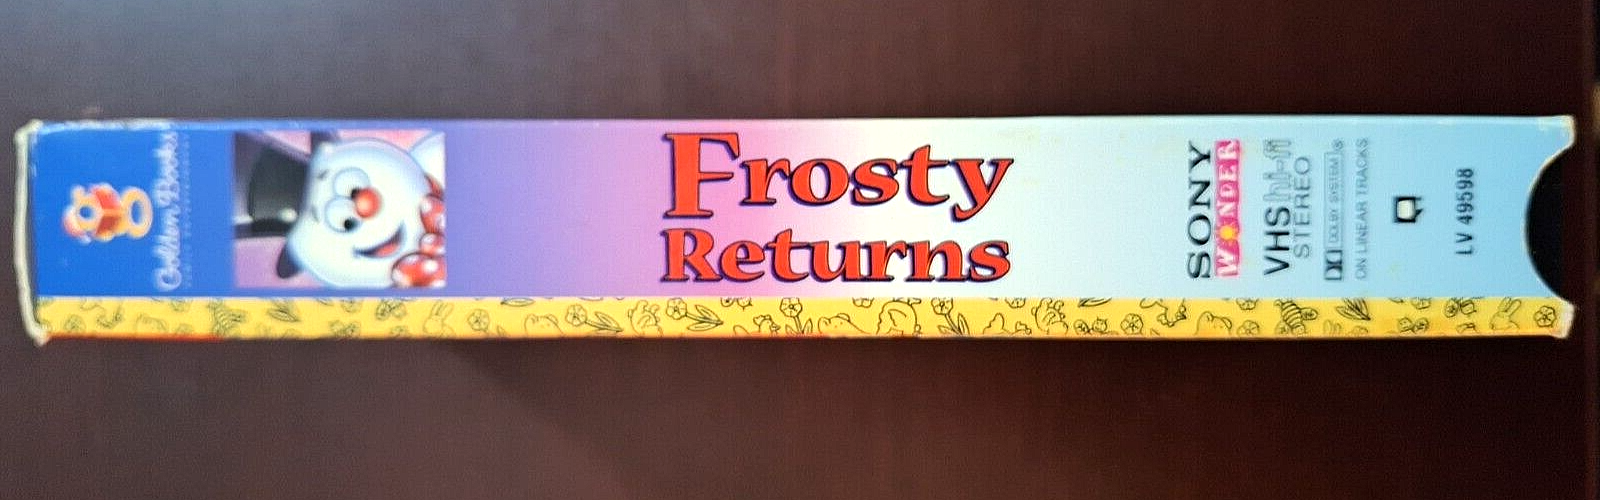 Golden Books
Frosty
Returns
SONY
WONDER
VHS hi-fi
STEREO
DOLBY SYSTEM ®
ON LINEAR TRACKS
LV 49598